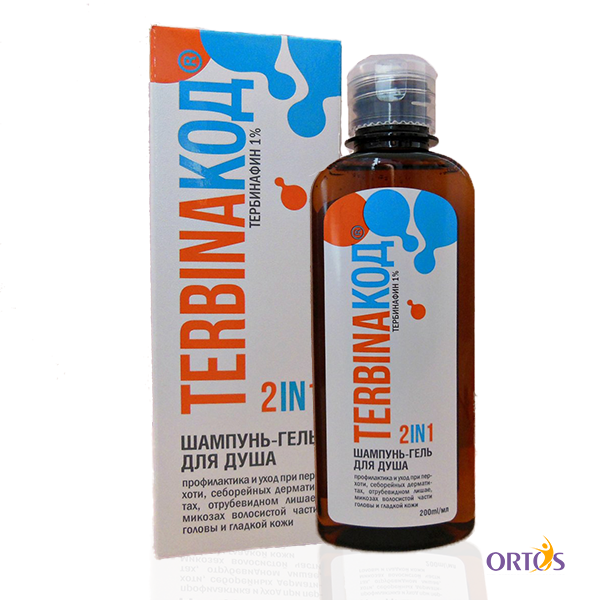 TERBINAКОД®
ТЕРБИНАФИН 1%
2IN1
ШАМПУНЬ-ГЕЛЬ
ДЛЯ ДУША
профилактика и уход при пер-
хоти, себорейных дермати-
тах, отрубевидном лишае,
микозах волосистой части
головы и гладкой кожи
TERBINAКОД®
ТЕРБИНАФИН 1%
2IN1
ШАМПУНЬ-ГЕЛЬ
ДЛЯ ДУША
профилактика и уход при пер-
хоти, себорейных дермати-
тах, отрубевидном лишае,
микозах волосистой части
головы и гладкой кожи
200ml/мл
ORTOS